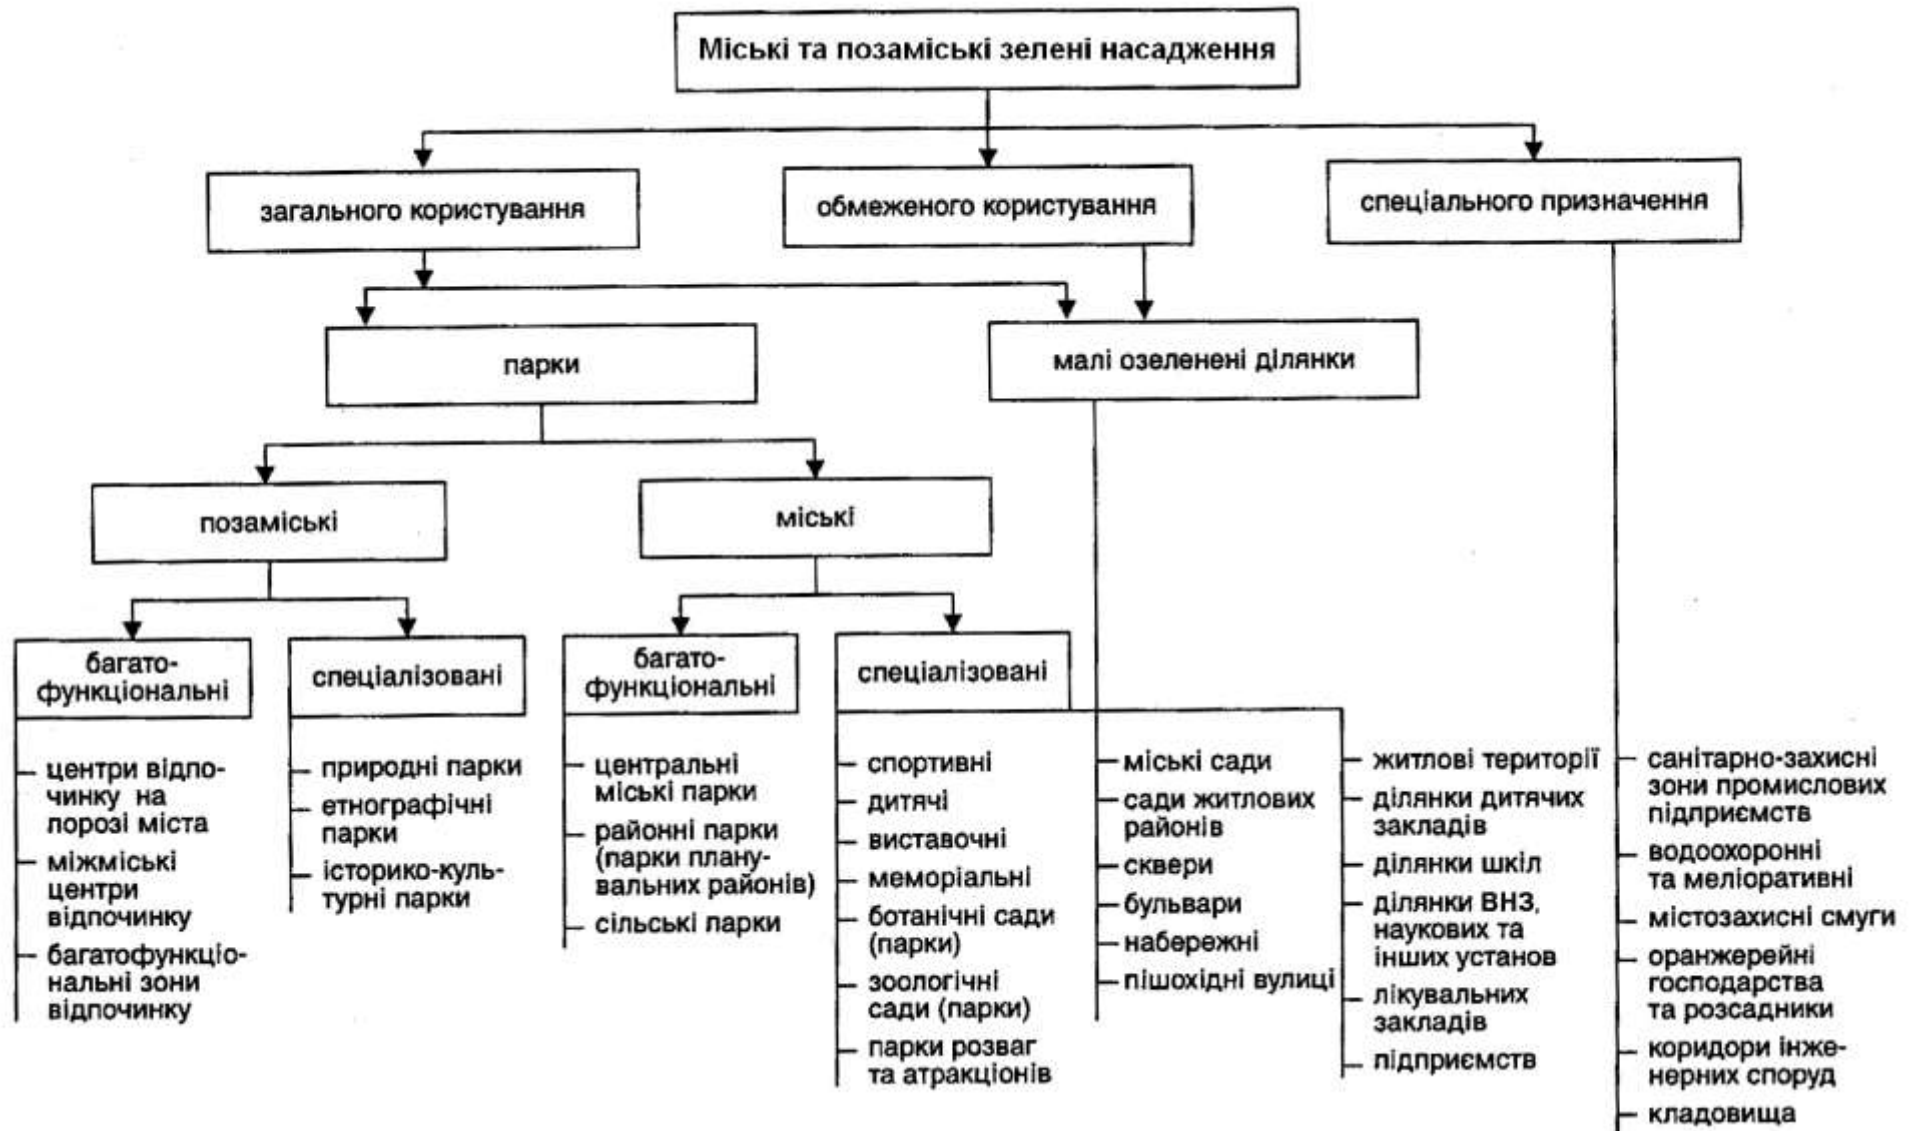 Міські та позаміські зелені насадження
загального користування
обмеженого користування
спеціального призначення
парки
малі озеленені ділянки
позаміські
міські
багато-
функціональні
спеціалізовані
багато-
функціональні
спеціалізовані
центри відпо-
чинку на
порозі міста
міжміські
центри
відпочинку
багатофункціо-
нальні зони
відпочинку
природні парки
етнографічні
парки
історико-куль-
турні парки
центральні
міські парки
районні парки
(парки плану-
вальних районів)
сільські парки
спортивні
дитячі
виставочні
меморіальні
ботанічні сади
(парки)
зоологічні
сади (парки)
парки розваг
та атракціонів
міські сади
сади житлових
районів
сквери
бульвари
набережні
пішохідні вулиці
житлові території
ділянки дитячих
закладів
ділянки шкіл
ділянки ВНЗ,
наукових та
інших установ
лікувальних
закладів
підприємств
санітарно-захисні
зони промислових
підприємств
водоохоронні
та меліоративні
містозахисні смуги
оранжерейні
господарства
та розсадники
коридори інже-
нерних споруд
кладовища